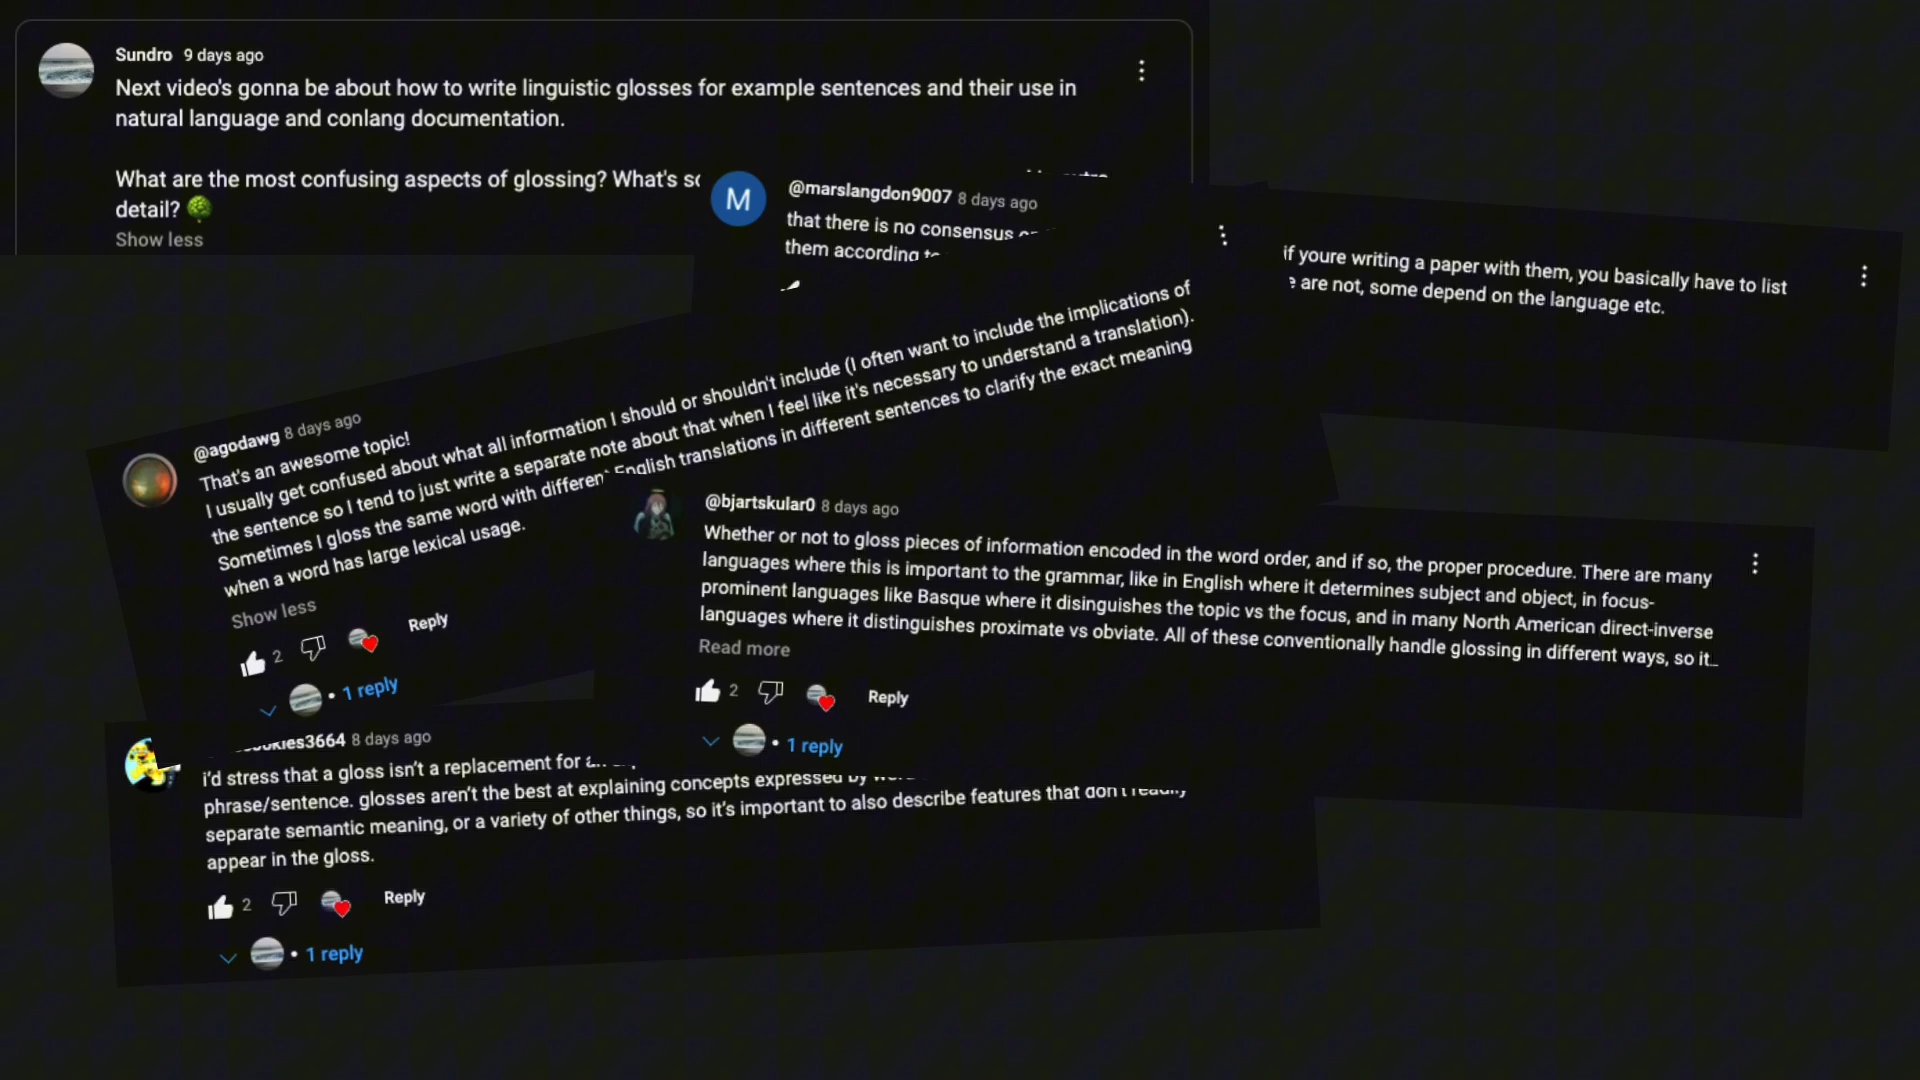 Sundro 9 days ago
Next video's gonna be about how to write linguistic glosses for example sentences and their use in
natural language and conlang documentation.
What are the most confusing aspects of glossing? What's
detail? 🌳
Show less
M
@marslangdon9007 8 days ago
that there is no consensus
them according
if youre writing a paper with them, you basically have to list
are not, some depend on the language etc.
@agodawg 8 days ago
That's an awesome topic!
I usually get confused about what all information I should or shouldn't include (I often want to include the implications of
the sentence so I tend to just write a separate note about that when I feel like it's necessary to understand a translation).
Sometimes I gloss the same word with different English translations in different sentences to clarify the exact meaning
when a word has large lexical usage.
Show less
2 Reply
• 1 reply
@bjartskular0 8 days ago
Whether or not to gloss pieces of information encoded in the word order, and if so, the proper procedure. There are many
languages where this is important to the grammar, like in English where it determines subject and object, in focus-
prominent languages like Basque where it disinguishes the topic vs the focus, and in many North American direct-inverse
languages where it distinguishes proximate vs obviate. All of these conventionally handle glossing in different ways, so it...
Read more
2 Reply
• 1 reply
ookies3664 8 days ago
i'd stress that a gloss isn't a replacement for
phrase/sentence. glosses aren't the best at explaining concepts expressed by
separate semantic meaning, or a variety of other things, so it's important to also describe features that don't readily
appear in the gloss.
2 Reply
• 1 reply